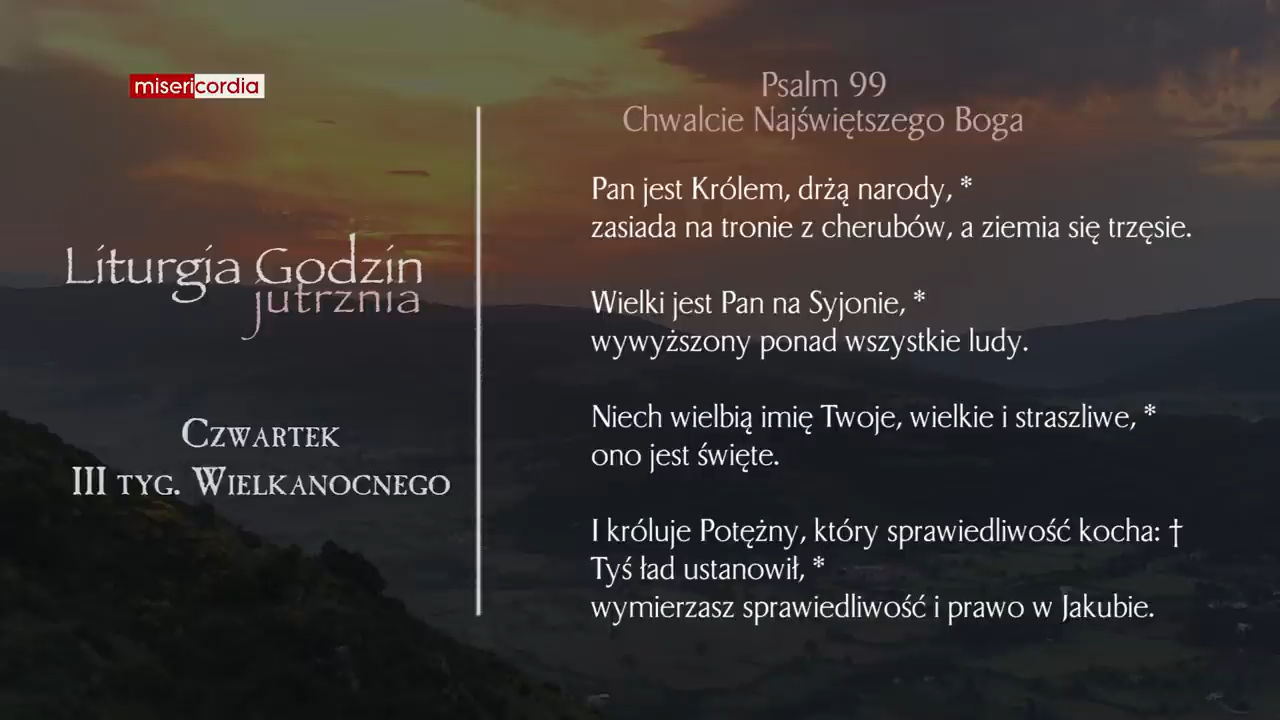 misericordia
Liturgia Godzin
jutrznia
Czwartek
III tyg. Wielkanocnego
Psalm 99
Chwalcie Najświętszego Boga
Pan jest Królem, drżą narody, *
zasiada na tronie z cherubów, a ziemia się trzęsie.
Wielki jest Pan na Syjonie, *
wywyższony ponad wszystkie ludy.
Niech wielbią imię Twoje, wielkie i straszliwe, *
ono jest święte.
I króluje Potężny, który sprawiedliwość kocha: †
Tyś ład ustanowił, *
wymierzasz sprawiedliwość i prawo w Jakubie.